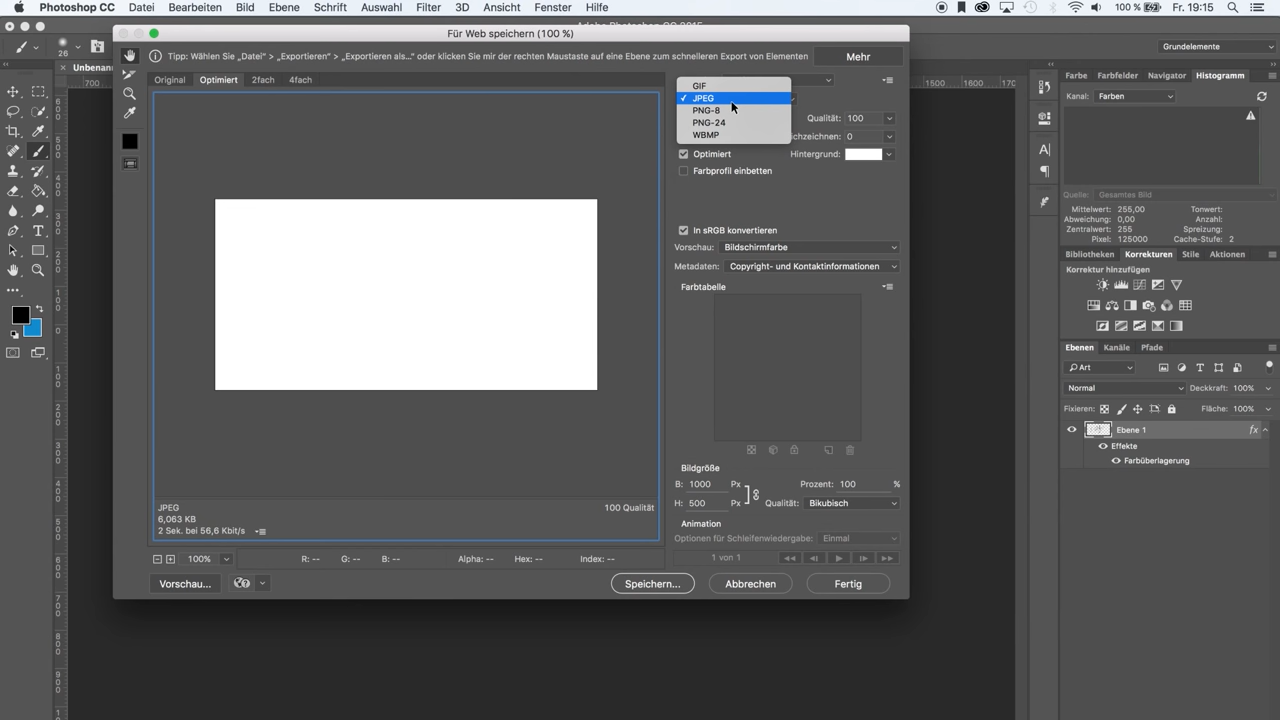 Photoshop CC Datei Bearbeiten Bild Ebene Schrift Auswahl Filter 3D Ansicht Fenster Hilfe 100 % Fr. 19:15
Für Web speichern (100 %)
Grundelemente
26
Tipp: Wählen Sie „Datei" > „Exportieren" > „Exportieren als..." oder klicken Sie mir der rechten Maustaste auf eine Ebene zum schnelleren Export von Elementen
Mehr
Unbenan
Original Optimiert 2fach 4fach
GIF
JPEG
PNG-8
PNG-24
WBMP
Qualität: 100
ichzeichnen: 0
Optimiert Hintergrund:
Farbprofil einbetten
In sRGB konvertieren
Vorschau: Bildschirmfarbe
Metadaten: Copyright- und Kontaktinformationen
Farbtabelle
Bildgröße
B: 1000 Px Prozent: 100 %
H: 500 Px Qualität: Bikubisch
Animation
Optionen für Schleifenwiedergabe: Einmal
1 von 1
JPEG
6,063 KB
2 Sek. bei 56,6 Kbit/s
100 Qualität
100% R: -- G: -- B: -- Alpha: -- Hex: -- Index: --
Vorschau... Speichern... Abbrechen Fertig
Farbe Farbfelder Navigator Histogramm
Kanal: Farben
Quelle: Gesamtes Bild
Mittelwert: 255,00 Tonwert:
Abweichung: 0,00 Anzahl:
Zentralwert: 255 Spreizung:
Pixel: 125000 Cache-Stufe: 2
Bibliotheken Korrekturen Stile Aktionen
Korrektur hinzufügen
Ebenen Kanäle Pfade
Art
Normal Deckkraft: 100%
Fixieren: Fläche: 100%
Ebene 1 fx
Effekte
Farbüberlagerung